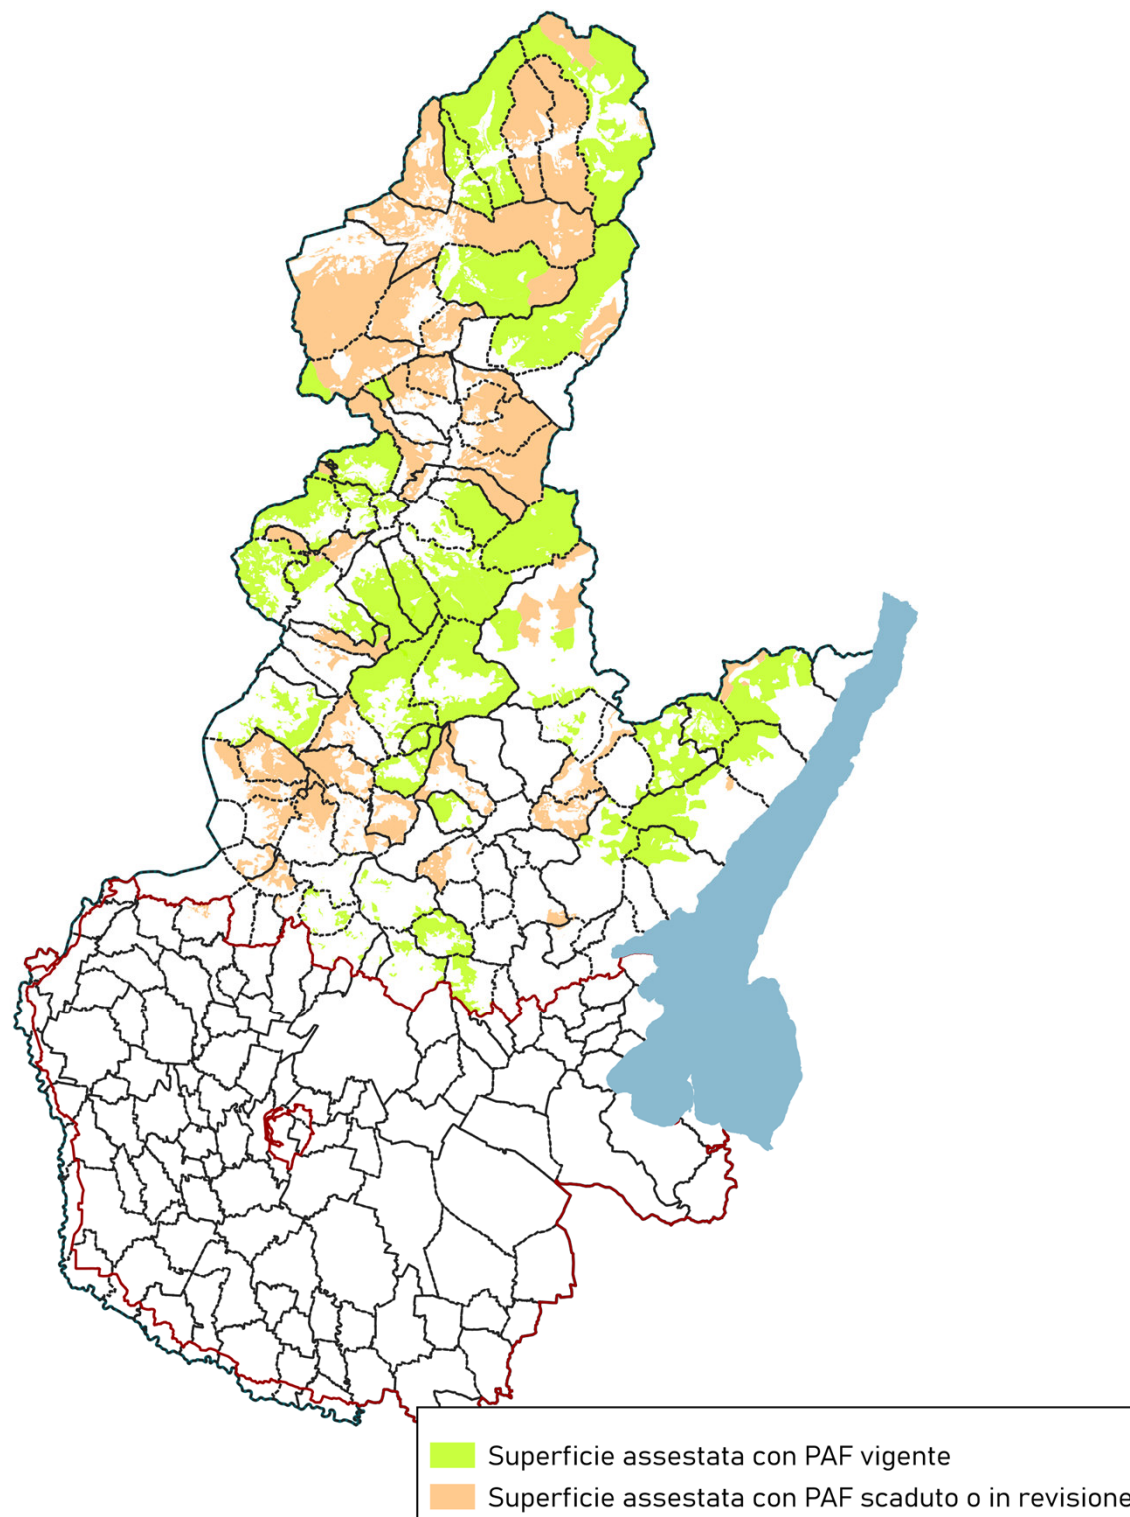 Superficie assestata con PAF vigente
Superficie assestata con PAF scaduto o in revisione